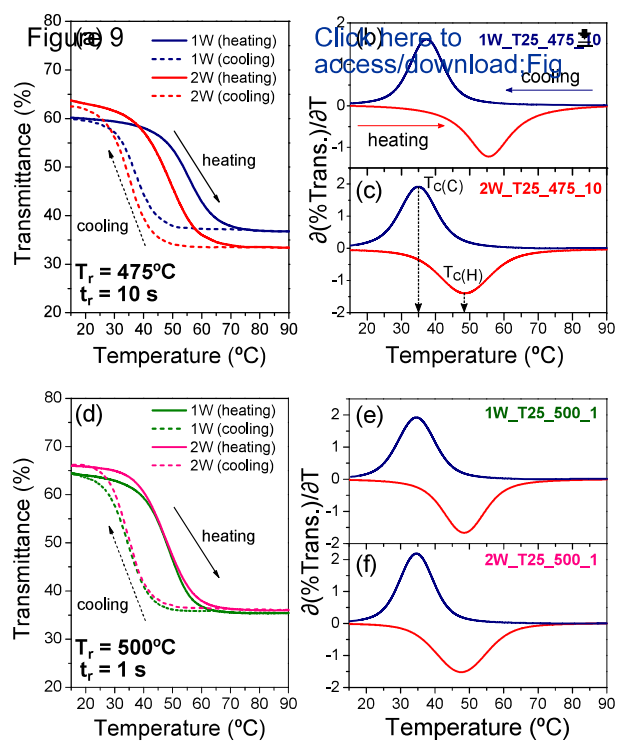 Figure 9
(a)
Click here to
access/download;Fig
1W (heating)
1W (cooling)
2W (heating)
2W (cooling)
heating
cooling
Tr = 475ºC
tr = 10 s
Transmittance (%)
80
70
60
50
40
30
20
20 30 40 50 60 70 80 90
Temperature (ºC)
(b)
1W_T25_475_10
cooling
heating
2
1
0
-1
(c)
2W_T25_475_10
TC(C)
TC(H)
2
1
0
-1
-2
∂(%Trans.)/∂T
20 30 40 50 60 70 80 90
Temperature (ºC)
(d)
1W (heating)
1W (cooling)
2W (heating)
2W (cooling)
heating
cooling
Tr = 500ºC
tr = 1 s
Transmittance (%)
80
70
60
50
40
30
20
20 30 40 50 60 70 80 90
Temperature (ºC)
(e)
1W_T25_500_1
2
1
0
-1
(f)
2W_T25_500_1
2
1
0
-1
-2
∂(%Trans.)/∂T
20 30 40 50 60 70 80 90
Temperature (ºC)